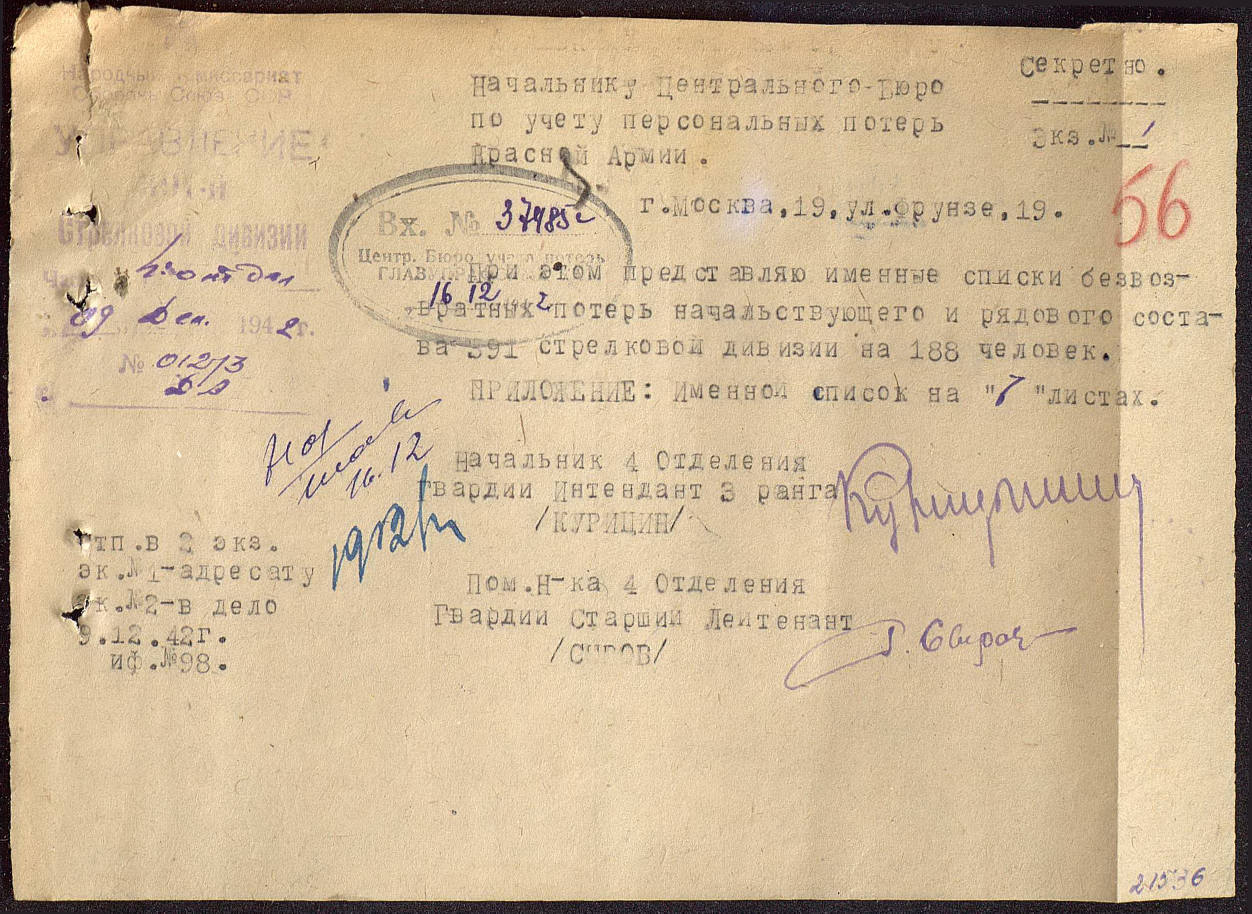 Секретно.
Экз.№ 1
56
Народный Комиссариат
Обороны Союза ССР
УПРАВЛЕНИЕ
Стрелковой дивизии
09 Дек. 1942г.
№ 01273
Начальнику Центрального-Бюро
по учету персональных потерь
Красной Армии.
г.Москва,19,ул.Фрунзе,19.
Вх. № 37485с
Центр. Бюро учета потерь
16.12
При этом представляю именные списки безвоз-
вратных потерь начальствующего и рядового соста-
ва 391 стрелковой дивизии на 188 человек.
ПРИЛОЖЕНИЕ: Именной список на "7"листах.
16.12
Начальник 4 Отделения
Гвардии Интендант 3 ранга
/КУРИЦИН/
Пом.Н-ка 4 Отделения
Гвардии Старший Лейтенант
отп.в 2 экз.
эк.№1-адресату
эк.№2-в дело
9.12.42г.
иф.№98.
21536